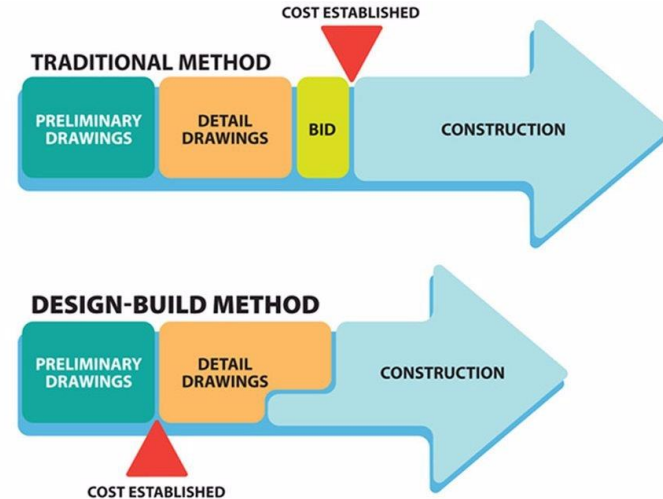 COST ESTABLISHED
TRADITIONAL METHOD
PRELIMINARY
DRAWINGS
DETAIL
DRAWINGS
BID
CONSTRUCTION
DESIGN-BUILD METHOD
PRELIMINARY
DRAWINGS
DETAIL
DRAWINGS
CONSTRUCTION
COST ESTABLISHED